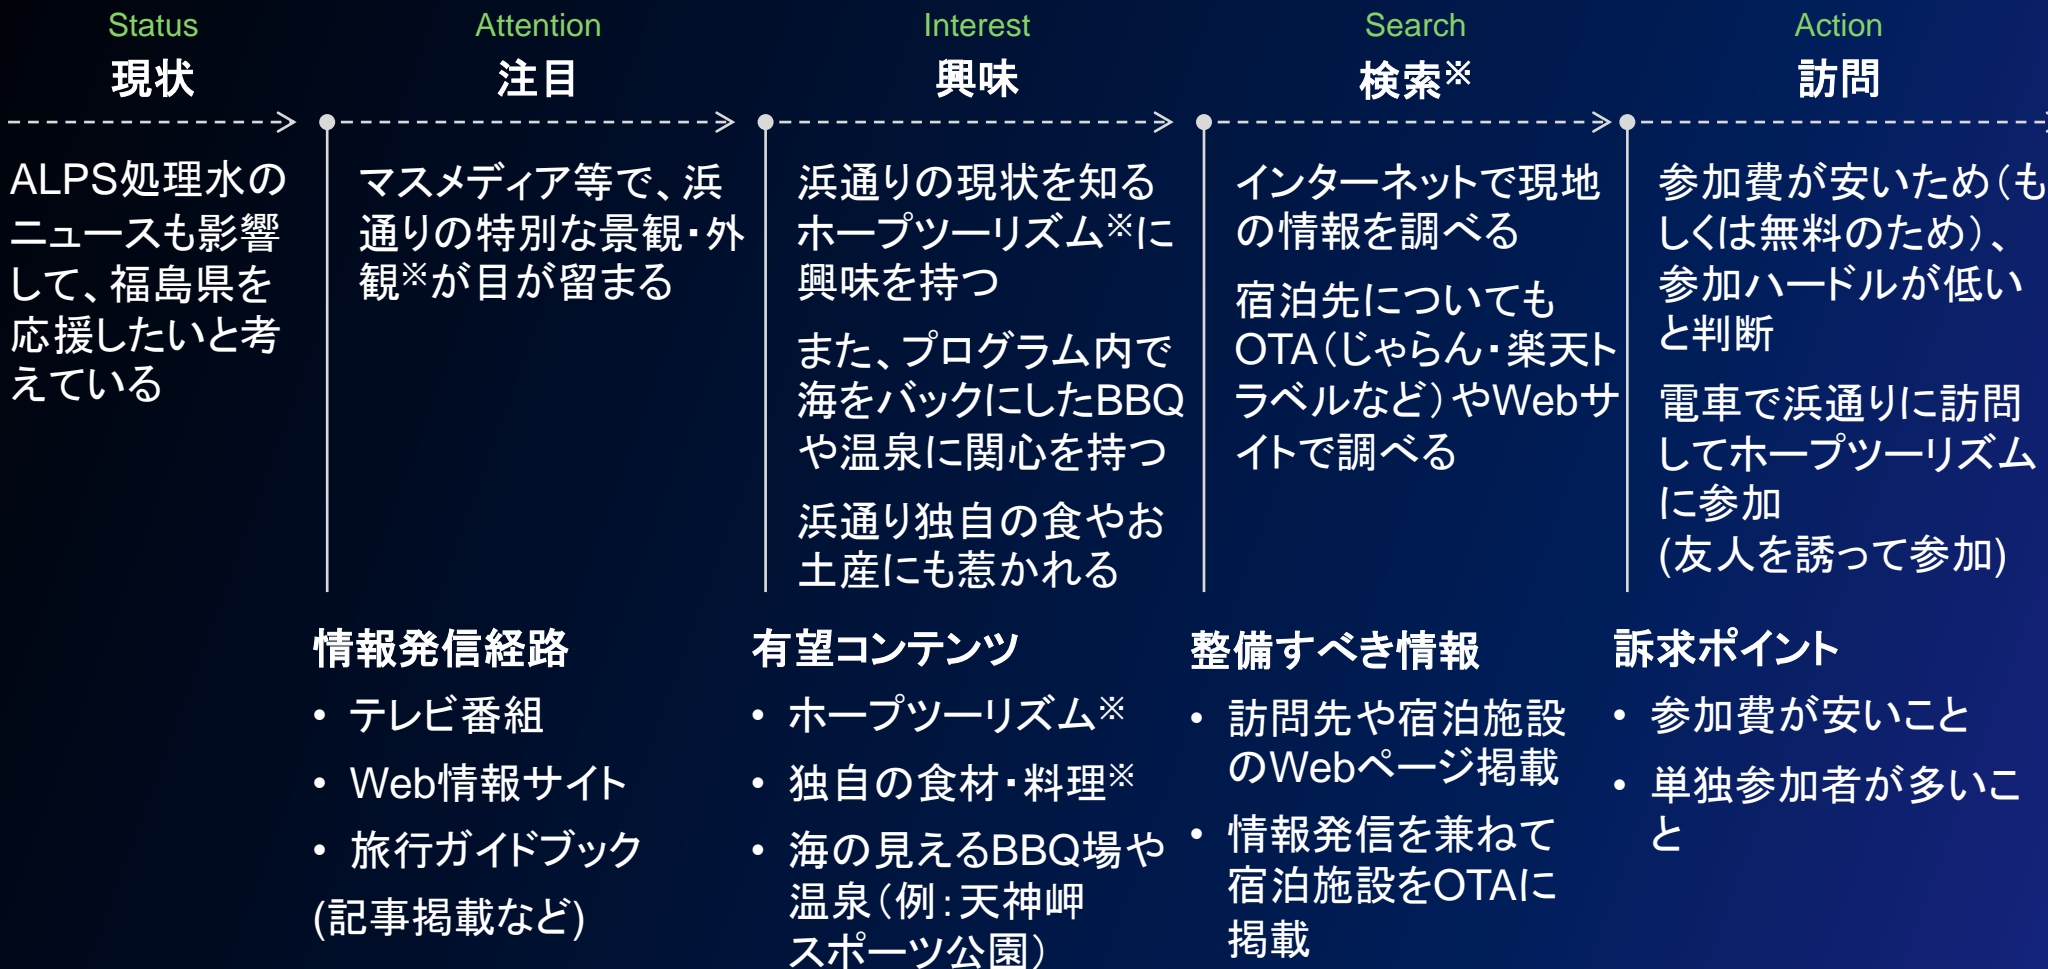 Status
現状
ALPS処理水の
ニュースも影響
して、福島県を
応援したいと考
えている
Attention
注目
マスメディア等で、浜
通りの特別な景観・外
観※が目が留まる
情報発信経路
• テレビ番組
• Web情報サイト
• 旅行ガイドブック
(記事掲載など)
Interest
興味
浜通りの現状を知る
ホープツーリズム※に
興味を持つ
また、プログラム内で
海をバックにしたBBQ
や温泉に関心を持つ
浜通り独自の食やお
土産にも惹かれる
有望コンテンツ
• ホープツーリズム※
• 独自の食材・料理※
• 海の見えるBBQ場や
温泉（例：天神岬
スポーツ公園）
Search
検索※
インターネットで現地
の情報を調べる
宿泊先についても
OTA（じゃらん・楽天ト
ラベルなど）やWebサ
イトで調べる
整備すべき情報
• 訪問先や宿泊施設
のWebページ掲載
• 情報発信を兼ねて
宿泊施設をOTAに
掲載
Action
訪問
参加費が安いため（も
しくは無料のため）、
参加ハードルが低い
と判断
電車で浜通りに訪問
してホープツーリズム
に参加
(友人を誘って参加)
訴求ポイント
• 参加費が安いこと
• 単独参加者が多いこ
と